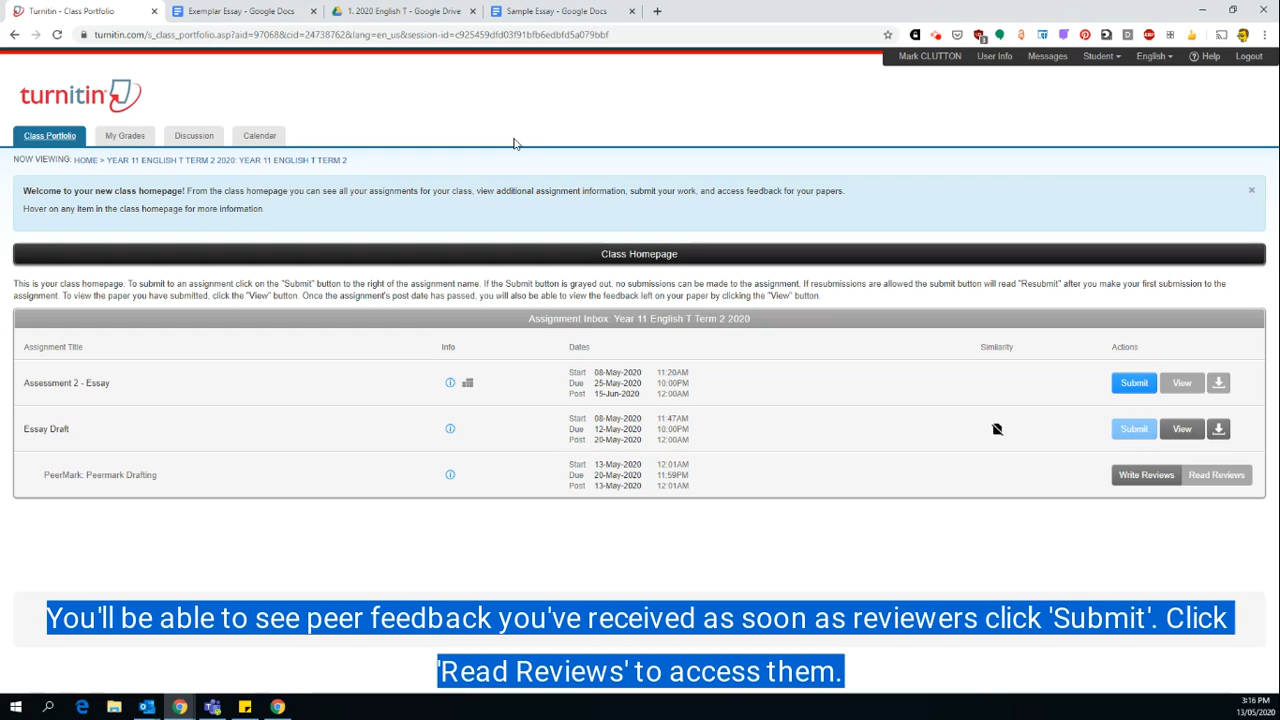 Turnitin - Class Portfolio
Exemplar Essay - Google Docs
1. 2020 English T - Google Drive
Sample Essay - Google Docs
turnitin.com/s_class_portfolio.asp?aid=97068&cid=24738762&lang=en_us&session-id=c925459dfd03f91bfb6edbfd5a079bbf
Mark CLUTTON User Info Messages Student English Help Logout
turnitin
Class Portfolio My Grades Discussion Calendar
NOW VIEWING: HOME > YEAR 11 ENGLISH T TERM 2 2020: YEAR 11 ENGLISH T TERM 2
Welcome to your new class homepage! From the class homepage you can see all your assignments for your class, view additional assignment information, submit your work, and access feedback for your papers.
Hover on any item in the class homepage for more information.
Class Homepage
This is your class homepage. To submit to an assignment click on the "Submit" button to the right of the assignment name. If the Submit button is grayed out, no submissions can be made to the assignment. If resubmissions are allowed the submit button will read "Resubmit" after you make your first submission to the
assignment. To view the paper you have submitted, click the "View" button. Once the assignment's post date has passed, you will also be able to view the feedback left on your paper by clicking the "View" button.
Assignment Inbox: Year 11 English T Term 2 2020
Assignment Title Info Dates Similarity Actions
Start 08-May-2020 11:20AM
Assessment 2 - Essay Due 25-May-2020 10:00PM Submit View
Post 15-Jun-2020 12:00AM
Start 08-May-2020 11:47AM
Essay Draft Due 12-May-2020 10:00PM Submit View
Post 20-May-2020 12:00AM
Start 13-May-2020 12:01AM
PeerMark: Peermark Drafting Due 20-May-2020 11:59PM Write Reviews Read Reviews
Post 13-May-2020 12:01AM
You'll be able to see peer feedback you've received as soon as reviewers click 'Submit'. Click
'Read Reviews' to access them.
3:16 PM
13/05/2020